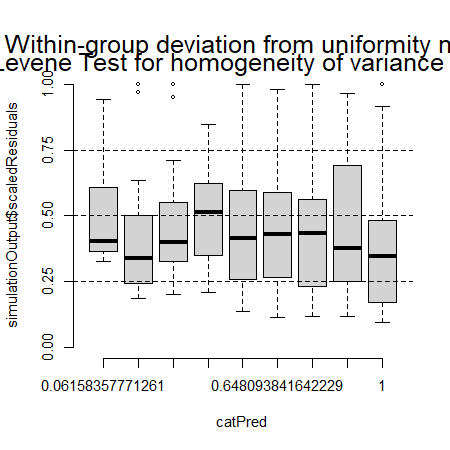 Within-group deviation from uniformity n
Levene Test for homogeneity of variance
simulationOutput$scaledResiduals
1.00
0.75
0.50
0.25
0.00
0.06158357771261 0.648093841642229 1
catPred